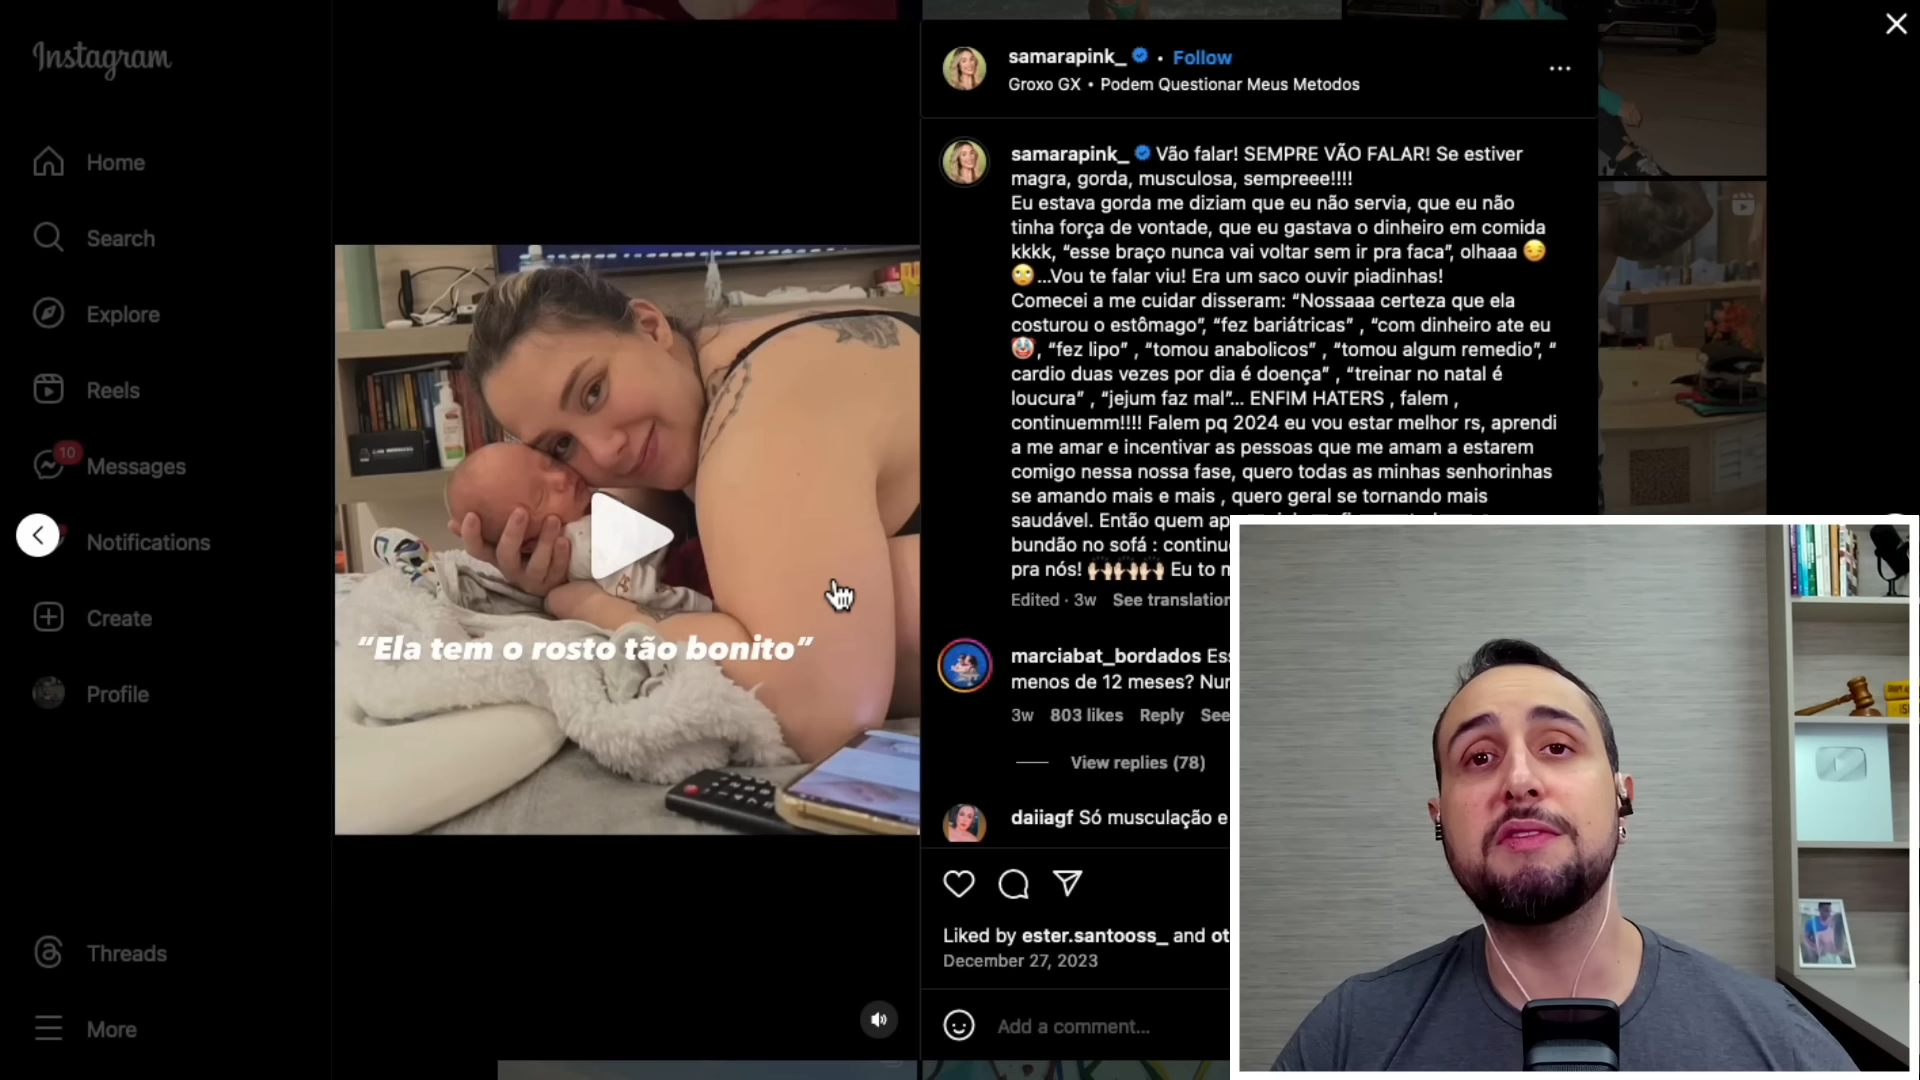 Instagram
Home
Search
Explore
Reels
10
Messages
Notifications
Create
Profile
Threads
More
“Ela tem o rosto tão bonito”
samarapink_ • Follow
Groxo GX • Podem Questionar Meus Metodos
samarapink_ Vão falar! SEMPRE VÃO FALAR! Se estiver
magra, gorda, musculosa, sempreee!!!!
Eu estava gorda me diziam que eu não servia, que eu não
tinha força de vontade, que eu gastava o dinheiro em comida
kkkk, “esse braço nunca vai voltar sem ir pra faca”, olhaaa 😏
🙄...Vou te falar viu! Era um saco ouvir piadinhas!
Comecei a me cuidar disseram: “Nossaaa certeza que ela
costurou o estômago”, “fez bariátricas” , “com dinheiro ate eu
🤡, “fez lipo” , “tomou anabolicos” , “tomou algum remedio”, “
cardio duas vezes por dia é doença” , “treinar no natal é
loucura” , “jejum faz mal”... ENFIM HATERS , falem ,
continuemm!!!! Falem pq 2024 eu vou estar melhor rs, aprendi
a me amar e incentivar as pessoas que me amam a estarem
comigo nessa nossa fase, quero todas as minhas senhorinhas
se amando mais e mais , quero geral se tornando mais
saudável. Então quem
bundão no sofá :
pra nós! 🙌🏻🙌🏻🙌🏻🙌🏻 Eu to
Edited · 3w See translation
marciabat_bordados
menos de 12 meses?
3w 803 likes Reply See
View replies (78)
daiiagf Só musculação e
Liked by ester.santooss_ and
December 27, 2023
Add a comment...